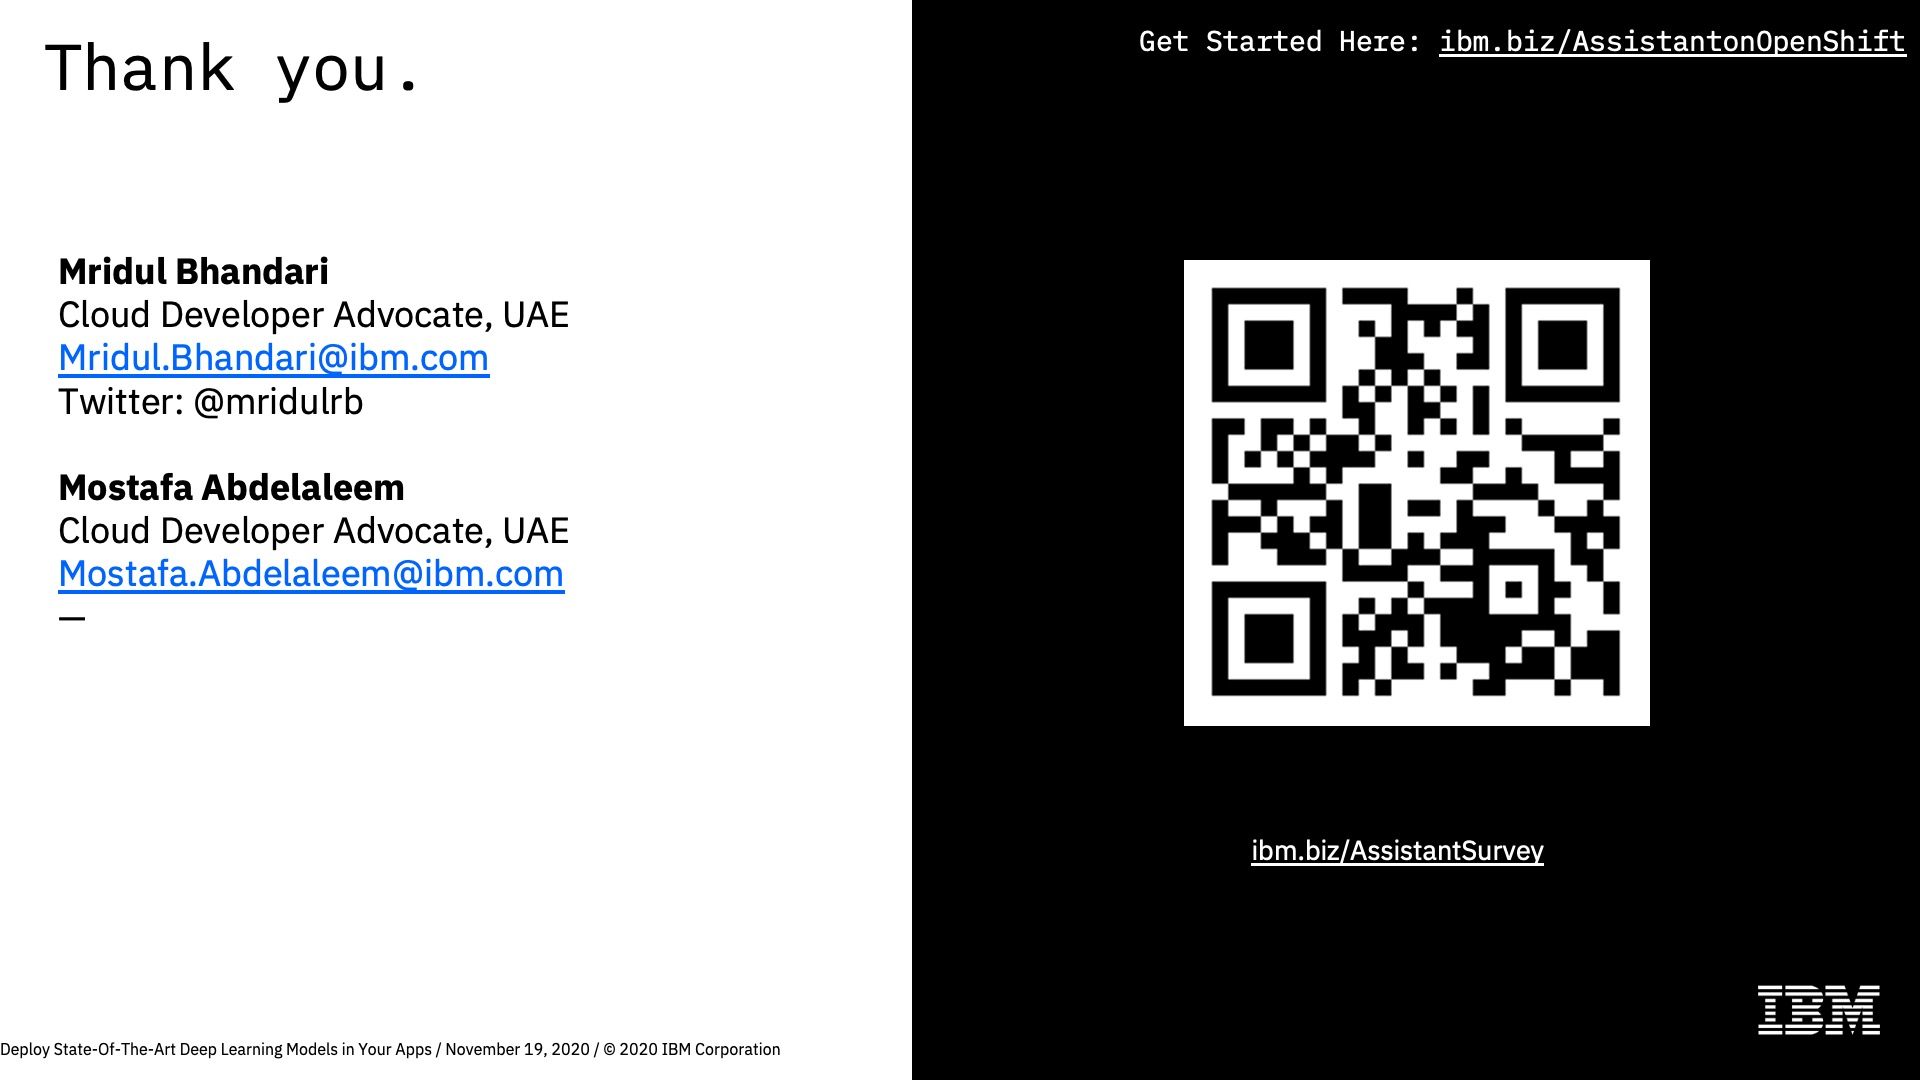 Thank you.
Mridul Bhandari
Cloud Developer Advocate, UAE
Mridul.Bhandari@ibm.com
Twitter: @mridulrb
Mostafa Abdelaleem
Cloud Developer Advocate, UAE
Mostafa.Abdelaleem@ibm.com
—
Deploy State-Of-The-Art Deep Learning Models in Your Apps / November 19, 2020 / © 2020 IBM Corporation
Get Started Here: ibm.biz/AssistantonOpenShift
ibm.biz/AssistantSurvey
IBM